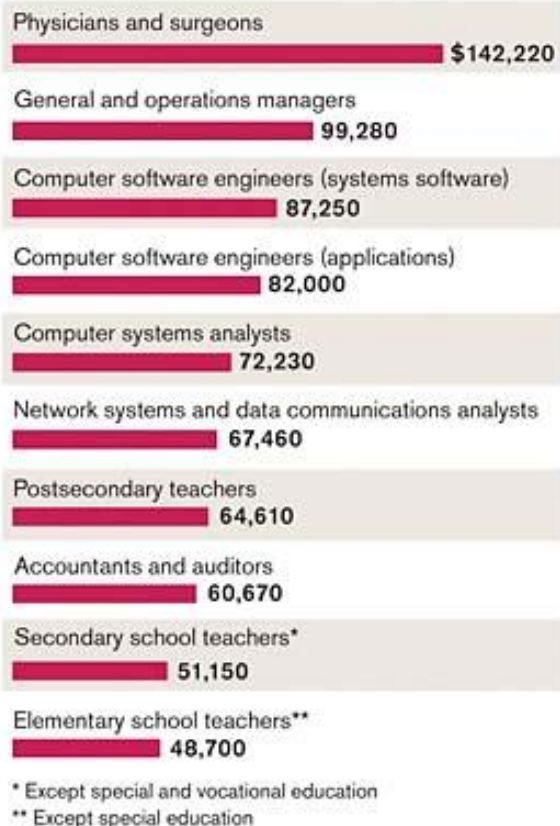 Physicians and surgeons
$142,220
General and operations managers
99,280
Computer software engineers (systems software)
87,250
Computer software engineers (applications)
82,000
Computer systems analysts
72,230
Network systems and data communications analysts
67,460
Postsecondary teachers
64,610
Accountants and auditors
60,670
Secondary school teachers*
51,150
Elementary school teachers**
48,700
* Except special and vocational education
** Except special education